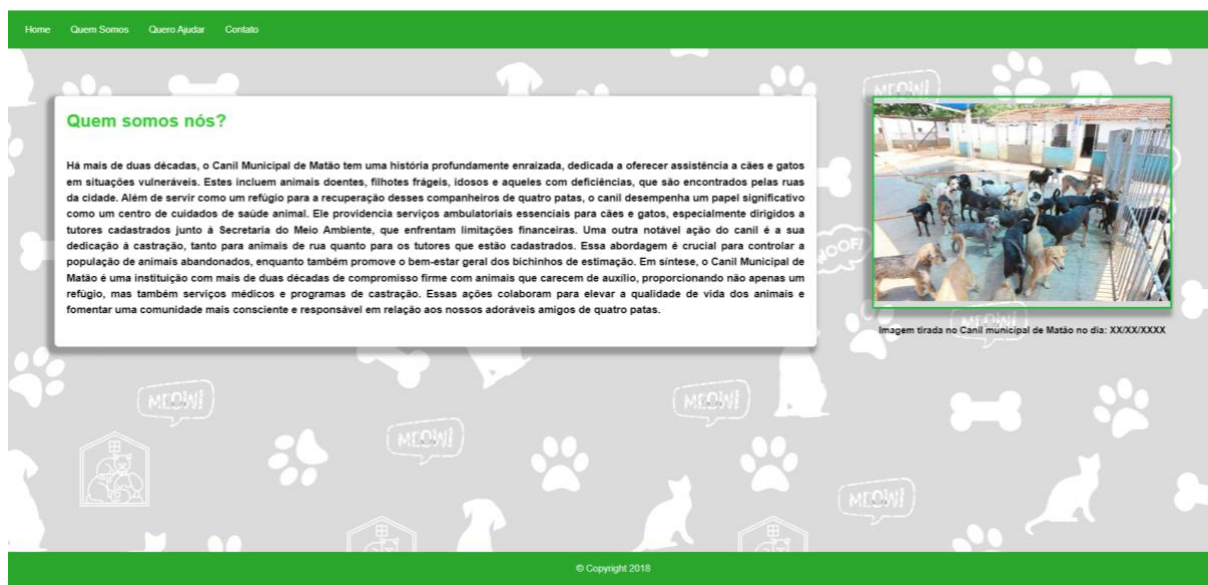 Home Quem Somos Quero Ajudar Contato
MEOW!
Quem somos nós?
Há mais de duas décadas, o Canil Municipal de Matão tem uma história profundamente enraizada, dedicada a oferecer assistência a cães e gatos
em situações vulneráveis. Estes incluem animais doentes, filhotes frágeis, idosos e aqueles com deficiências, que são encontrados pelas ruas
da cidade. Além de servir como um refúgio para a recuperação desses companheiros de quatro patas, o canil desempenha um papel significativo
como um centro de cuidados de saúde animal. Ele providencia serviços ambulatoriais essenciais para cães e gatos, especialmente dirigidos a
tutores cadastrados junto à Secretaria do Meio Ambiente, que enfrentam limitações financeiras. Uma outra notável ação do canil é a sua
dedicação à castração, tanto para animais de rua quanto para os tutores que estão cadastrados. Essa abordagem é crucial para controlar a
população de animais abandonados, enquanto também promove o bem-estar geral dos bichinhos de estimação. Em síntese, o Canil Municipal de
Matão é uma instituição com mais de duas décadas de compromisso firme com animais que carecem de auxílio, proporcionando não apenas um
refúgio, mas também serviços médicos e programas de castração. Essas ações colaboram para elevar a qualidade de vida dos animais e
fomentar uma comunidade mais consciente e responsável em relação aos nossos adoráveis amigos de quatro patas.
WOOF!
MEOW!
Imagem tirada no Canil municipal de Matão no dia: XX/XX/XXXX
MEOW!
MEOW!
MEOW!
MEOW!
© Copyright 2018